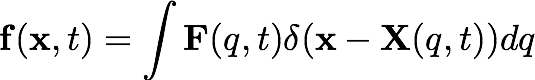 f(x, t) = ∫ F(q, t)δ(x − X(q, t))dq